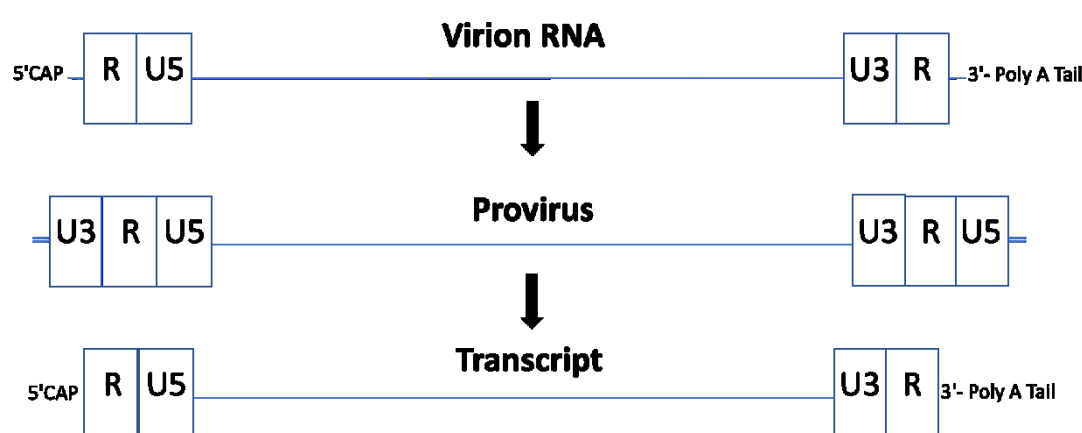 Virion RNA
5'CAP R U5 U3 R 3'- Poly A Tail
Provirus
U3 R U5 U3 R U5
Transcript
5'CAP R U5 U3 R 3'- Poly A Tail